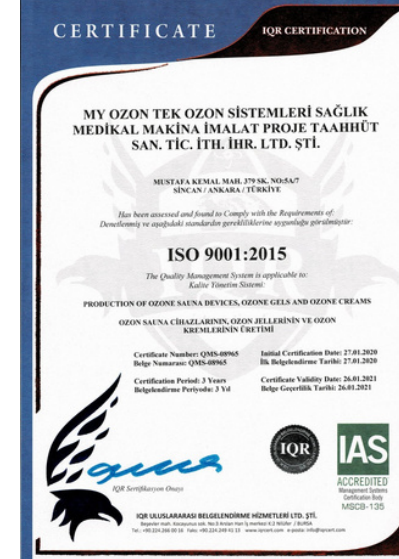 CERTIFICATE
IQR CERTIFICATION
MY OZON TEK OZON SİSTEMLERİ SAĞLIK
MEDİKAL MAKİNA İMALAT PROJE TAAHHÜT
SAN. TİC. İTH. İHR. LTD. ŞTİ.
MUSTAFA KEMAL MAH. 379 SK. NO:5A/7
SİNCAN / ANKARA / TÜRKİYE
Has been assessed and found to Comply with the Requirements of:
Denetlenmiş ve aşağıdaki standardın gerekliliklerine uygunluğu görülmüştür:
ISO 9001:2015
The Quality Management System is applicable to:
Kalite Yönetim Sistemi:
PRODUCTION OF OZONE SAUNA DEVICES, OZONE GELS AND OZONE CREAMS
OZON SAUNA CİHAZLARININ, OZON JELLERİNİN VE OZON
KREMLERİNİN ÜRETİMİ
Certificate Number: QMS-08965 Initial Certification Date: 27.01.2020
Belge Numarası: QMS-08965 İlk Belgelendirme Tarihi: 27.01.2020
Certification Period: 3 Years Certificate Validity Date: 26.01.2021
Belgelendirme Periyodu: 3 Yıl Belge Geçerlilik Tarihi: 26.01.2021
IQR
IAS
ACCREDITED
Management Systems
Certification Body
MSCB-135
IQR Sertifikasyon Onayı
IQR ULUSLARARASI BELGELENDİRME HİZMETLERİ LTD. ŞTİ.